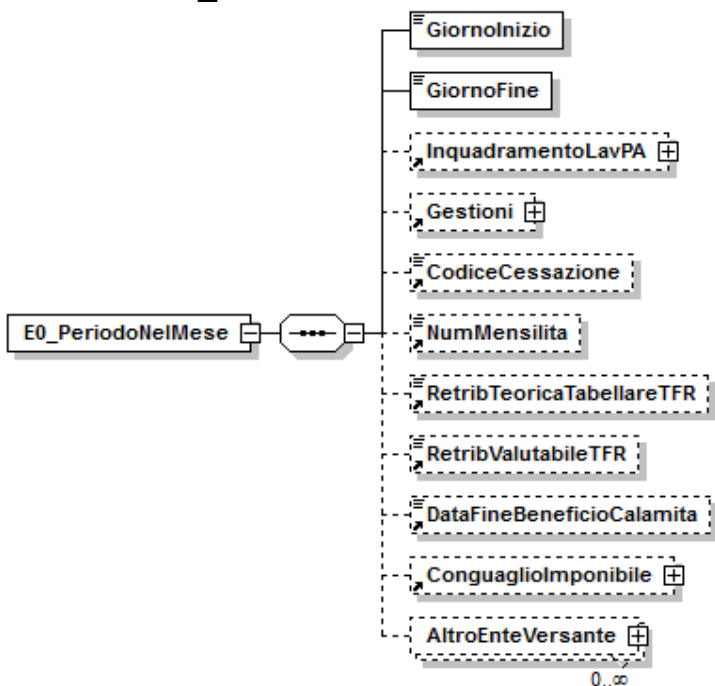 GiornoInizio
GiornoFine
InquadramentoLavPA
Gestioni
CodiceCessazione
E0_PeriodoNelMese
NumMensilita
RetribTeoricaTabellareTFR
RetribValutabileTFR
DataFineBeneficioCalamita
ConguaglioImponibile
AltroEnteVersante
0..∞